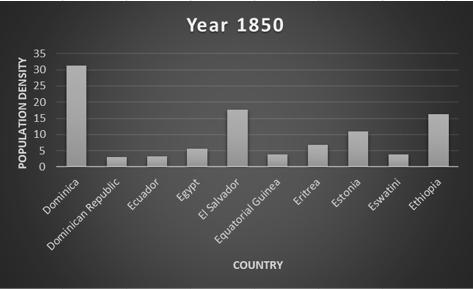 Year 1850
POPULATION DENSITY
35
30
25
20
15
10
5
0
Dominica
Dominican Republic
Ecuador
Egypt
El Salvador
Equatorial Guinea
Eritrea
Estonia
Eswatini
Ethiopia
COUNTRY